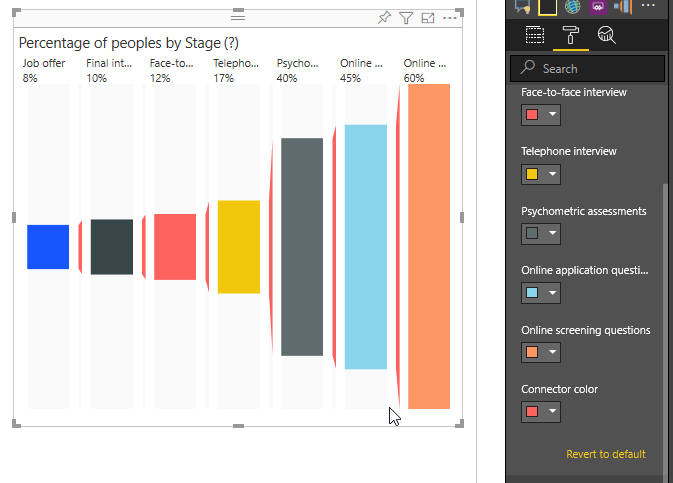 Percentage of peoples by Stage (?)
Job offer Final int... Face-to... Telepho... Psycho... Online ... Online ...
8% 10% 12% 17% 40% 45% 60%
Search
Face-to-face interview
Telephone interview
Psychometric assessments
Online application questi...
Online screening questions
Connector color
Revert to default